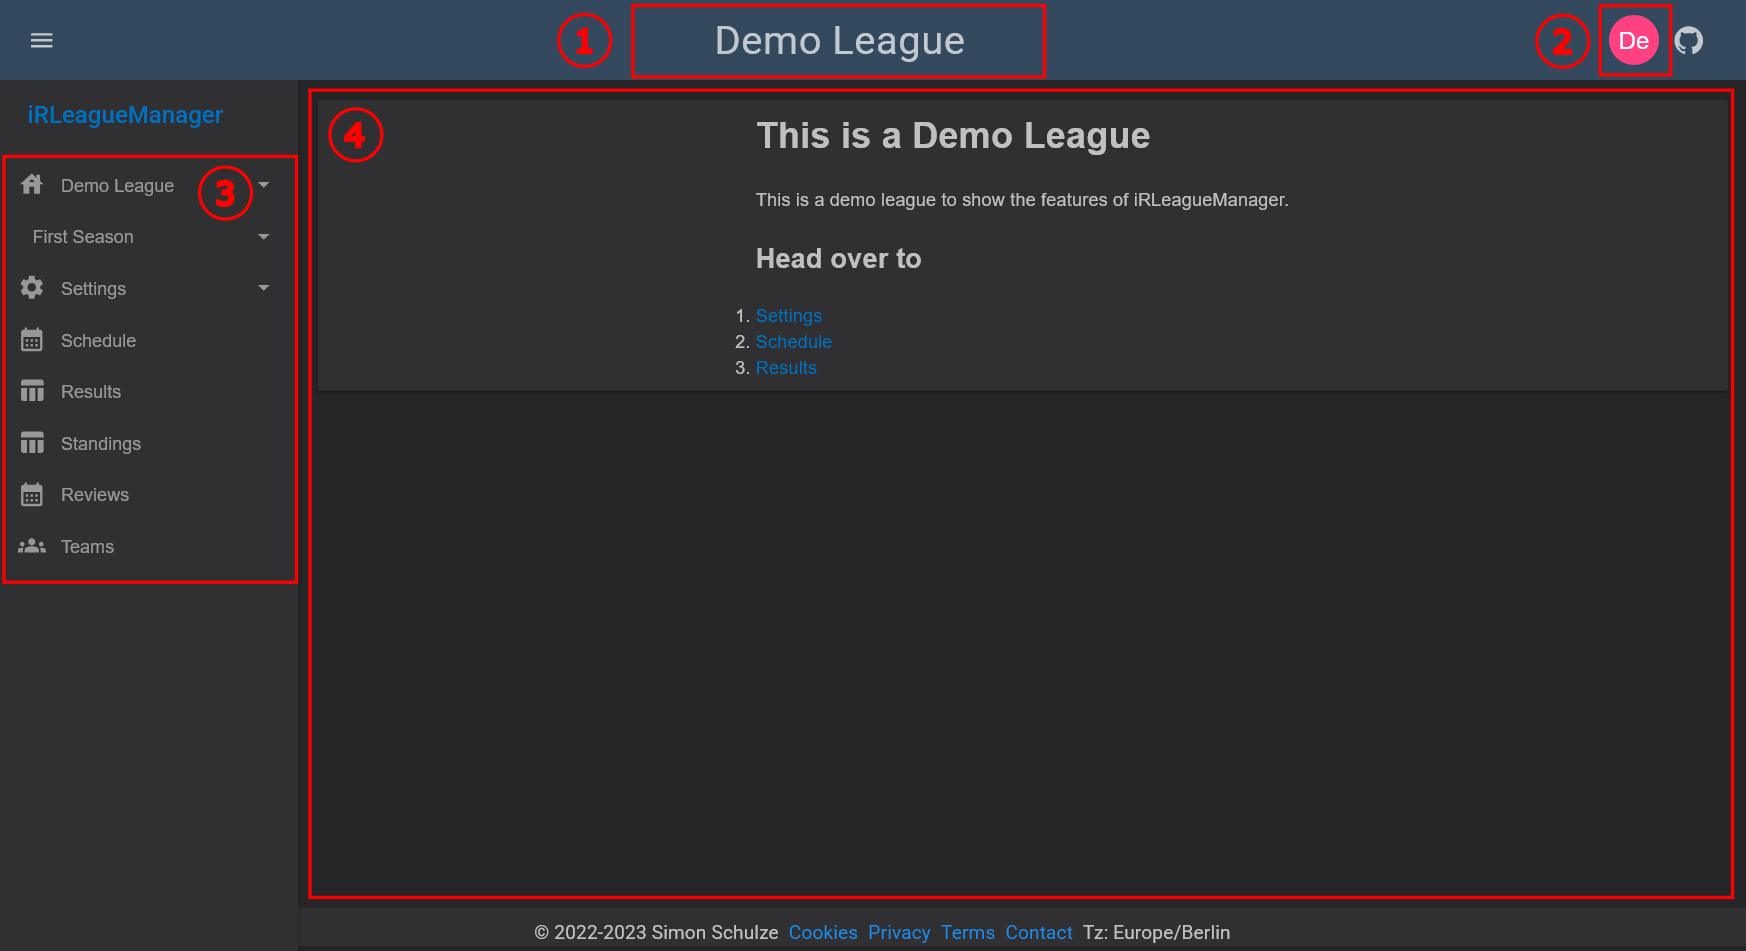 1
Demo League
2
De
iRLeagueManager
3
Demo League
First Season
Settings
Schedule
Results
Standings
Reviews
Teams
4
This is a Demo League
This is a demo league to show the features of iRLeagueManager.
Head over to
1. Settings
2. Schedule
3. Results
© 2022-2023 Simon Schulze Cookies Privacy Terms Contact Tz: Europe/Berlin